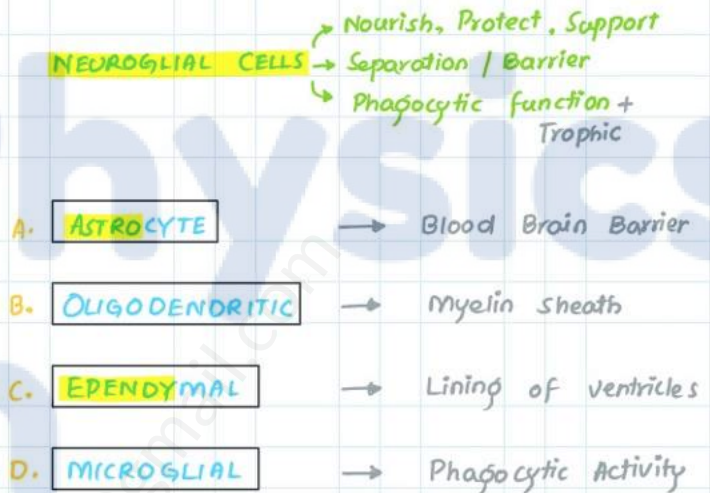 Nourish, Protect, Support
NEUROGLIAL CELLS → Separation / Barrier
Phagocytic function +
Trophic
hysics
A. ASTROCYTE → Blood Brain Barrier
B. OLIGODENDRITIC → Myelin Sheath
C. EPENDYMAL → Lining of ventricles
D. MICROGLIAL → Phagocytic Activity